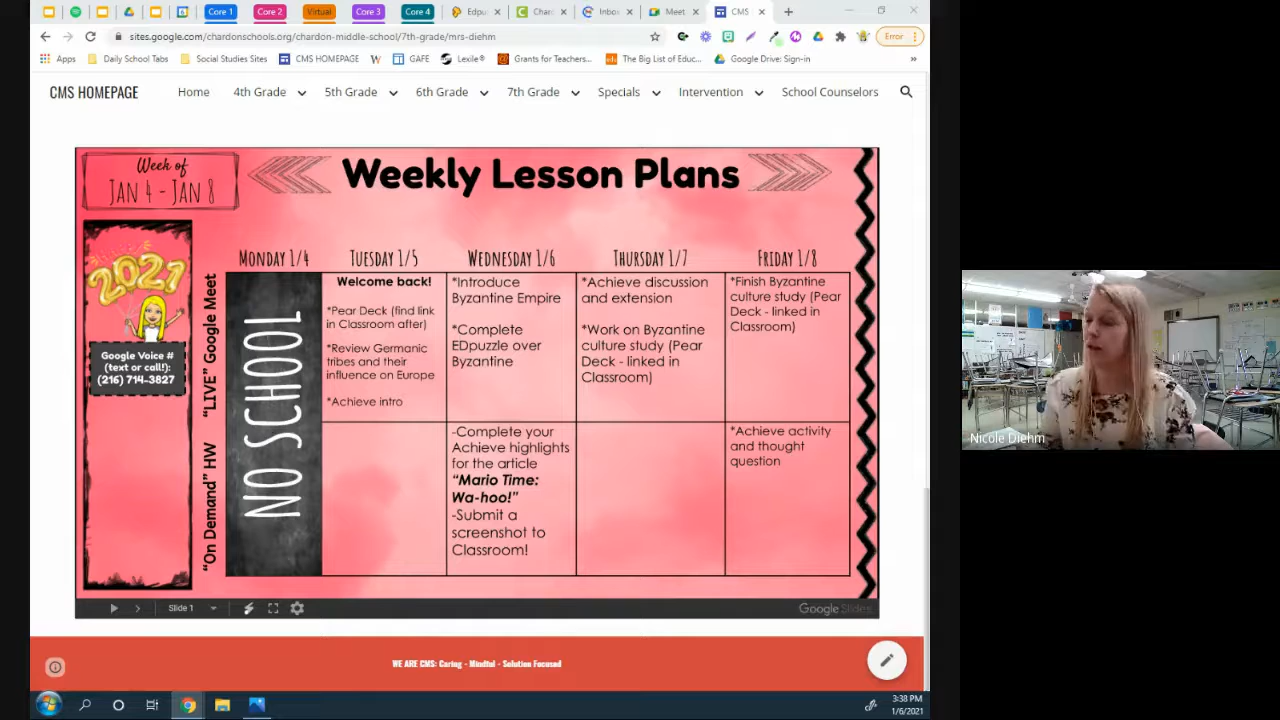 Core 1
Core 2
Virtual
Core 3
Core 4
Edpu
Chard
Inbox
Meet
CMS
sites.google.com/chardonschools.org/chardon-middle-school/7th-grade/mrs-diehm
Error
Apps
Daily School Tabs
Social Studies Sites
CMS HOMEPAGE
W
GAFE
Lexile®
Grants for Teachers...
The Big List of Educ...
Google Drive: Sign-in
»
CMS HOMEPAGE
Home
4th Grade
5th Grade
6th Grade
7th Grade
Specials
Intervention
School Counselors
Week of
JAN 4 - JAN 8
Weekly Lesson Plans
MONDAY 1/4
TUESDAY 1/5
WEDNESDAY 1/6
THURSDAY 1/7
FRIDAY 1/8
2021
Google Voice #
(text or call!):
(216) 714-3827
"LIVE" Google Meet
"On Demand" HW
NO SCHOOL
Welcome back!
*Pear Deck (find link
in Classroom after)
*Review Germanic
tribes and their
influence on Europe
*Achieve intro
*Introduce
Byzantine Empire
*Complete
EDpuzzle over
Byzantine
*Achieve discussion
and extension
*Work on Byzantine
culture study (Pear
Deck - linked in
Classroom)
*Finish Byzantine
culture study (Pear
Deck - linked in
Classroom)
-Complete your
Achieve highlights
for the article
"Mario Time:
Wa-hoo!"
-Submit a
screenshot to
Classroom!
*Achieve activity
and thought
question
Slide 1
Google Slides
WE ARE CMS: Caring - Mindful - Solution Focused
3:38 PM
1/6/2021
Nicole Diehm